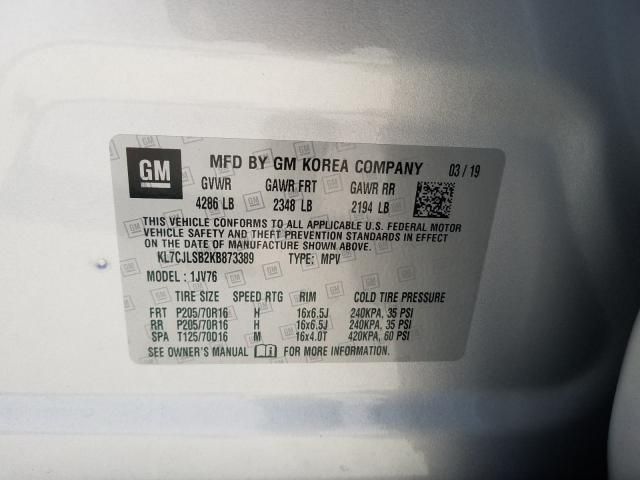 GM MFD BY GM KOREA COMPANY 03/19
GVWR GAWR FRT GAWR RR
4286 LB 2348 LB 2194 LB
THIS VEHICLE CONFORMS TO ALL APPLICABLE U.S. FEDERAL MOTOR
VEHICLE SAFETY AND THEFT PREVENTION STANDARDS IN EFFECT
ON THE DATE OF MANUFACTURE SHOWN ABOVE.
KL7CJLSB2KB873389 TYPE: MPV
MODEL: 1JV76
TIRE SIZE SPEED RTG RIM COLD TIRE PRESSURE
FRT P205/70R16 H 16x6.5J 240KPA, 35 PSI
RR P205/70R16 H 16x6.5J 240KPA, 35 PSI
SPA T125/70D16 M 16x4.0T 420KPA, 60 PSI
SEE OWNER'S MANUAL FOR MORE INFORMATION.